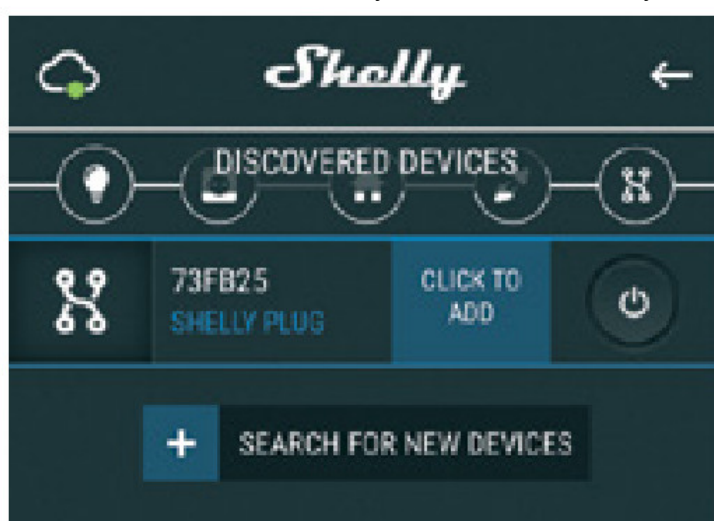 Shelly
DISCOVERED DEVICES
73FB25
SHELLY PLUG
CLICK TO
ADD
+ SEARCH FOR NEW DEVICES